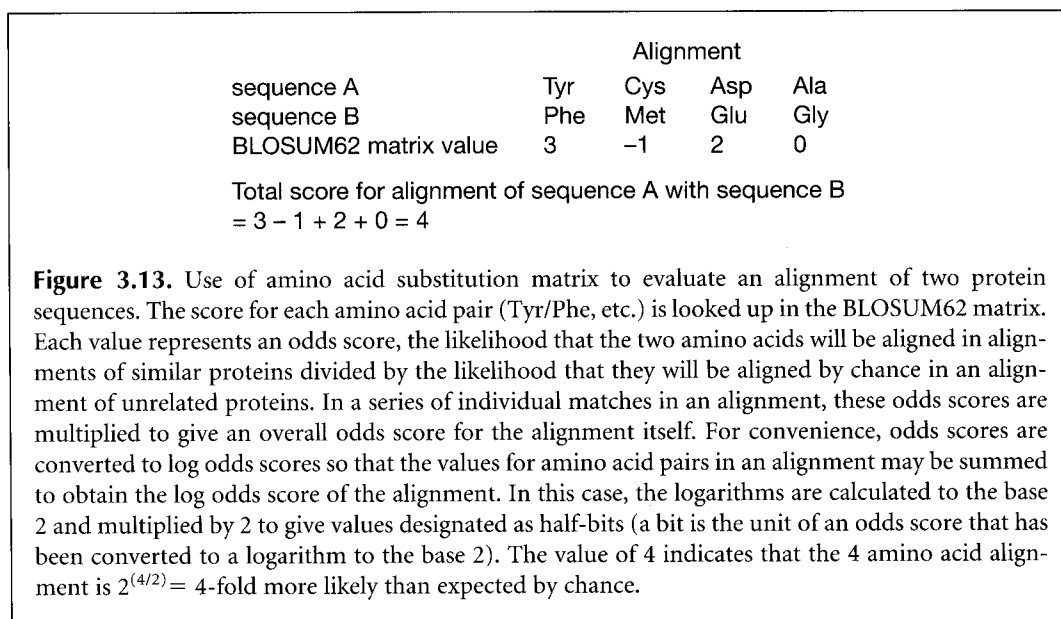 Alignment
sequence A Tyr Cys Asp Ala
sequence B Phe Met Glu Gly
BLOSUM62 matrix value 3 –1 2 0
Total score for alignment of sequence A with sequence B
= 3 – 1 + 2 + 0 = 4
Figure 3.13. Use of amino acid substitution matrix to evaluate an alignment of two protein
sequences. The score for each amino acid pair (Tyr/Phe, etc.) is looked up in the BLOSUM62 matrix.
Each value represents an odds score, the likelihood that the two amino acids will be aligned in align-
ments of similar proteins divided by the likelihood that they will be aligned by chance in an align-
ment of unrelated proteins. In a series of individual matches in an alignment, these odds scores are
multiplied to give an overall odds score for the alignment itself. For convenience, odds scores are
converted to log odds scores so that the values for amino acid pairs in an alignment may be summed
to obtain the log odds score of the alignment. In this case, the logarithms are calculated to the base
2 and multiplied by 2 to give values designated as half-bits (a bit is the unit of an odds score that has
been converted to a logarithm to the base 2). The value of 4 indicates that the 4 amino acid align-
ment is 2^(4/2) = 4-fold more likely than expected by chance.